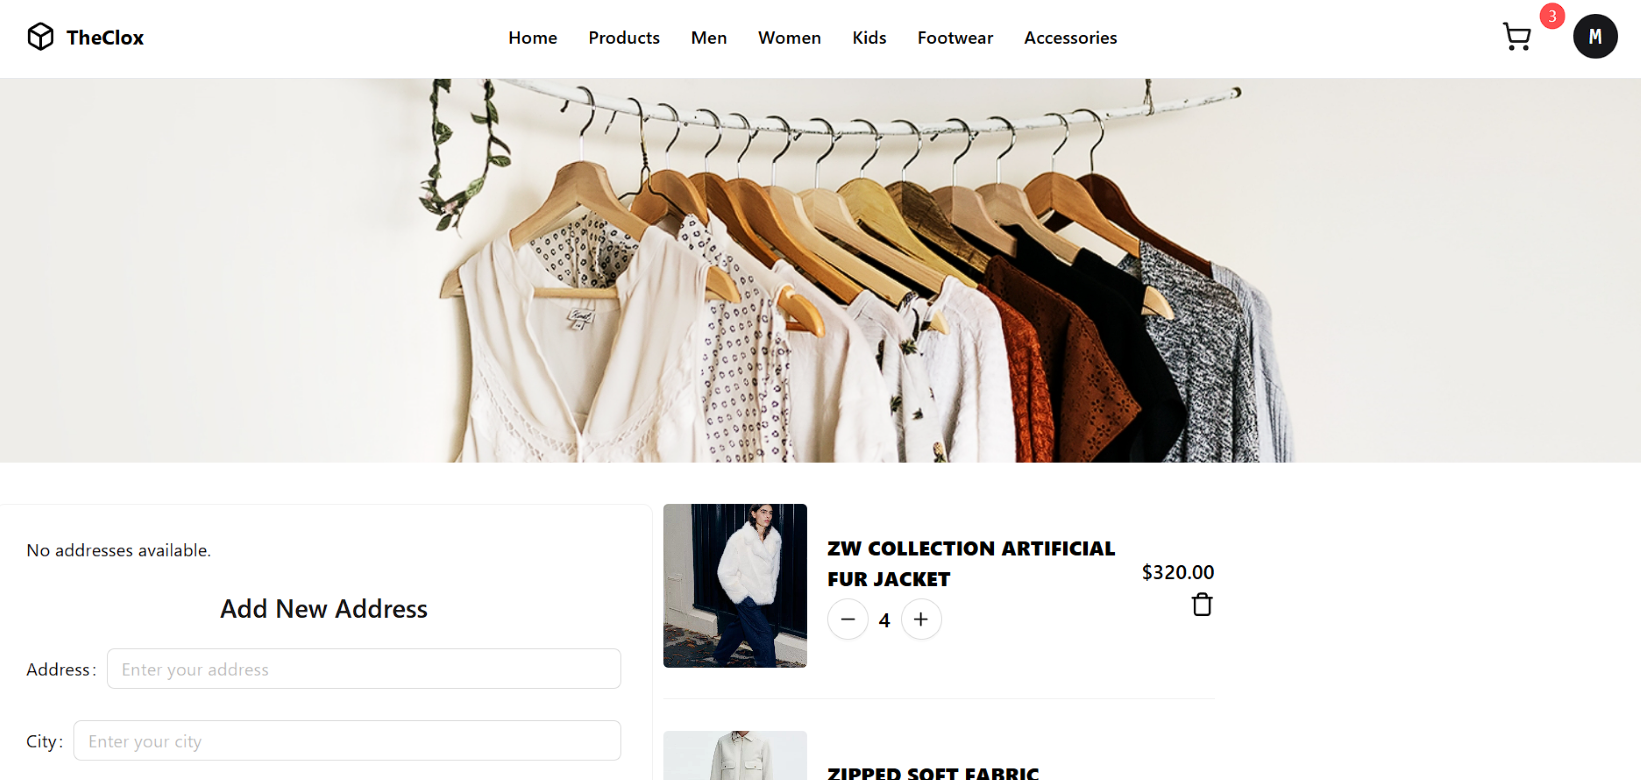 TheClox
Home Products Men Women Kids Footwear Accessories
3
M
No addresses available.
Add New Address
Address:
Enter your address
City:
Enter your city
ZW COLLECTION ARTIFICIAL
FUR JACKET
$320.00
4
ZIPPED SOFT FABRIC